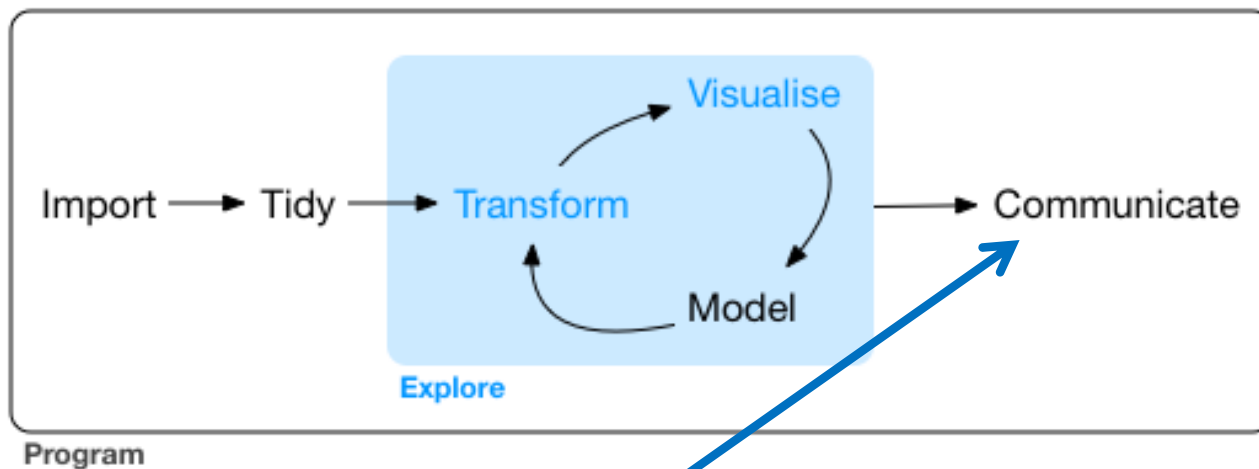 Visualise
Import
Tidy
Transform
Communicate
Model
Explore
Program